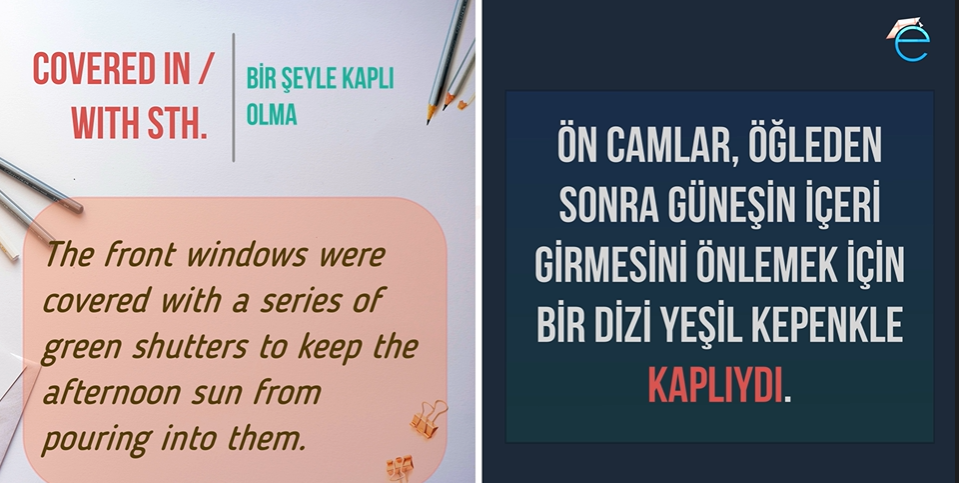 COVERED IN /
WITH STH.
BİR ŞEYLE KAPLI
OLMA
The front windows were
covered with a series of
green shutters to keep the
afternoon sun from
pouring into them.
e
ÖN CAMLAR, ÖĞLEDEN
SONRA GÜNEŞİN İÇERİ
GİRMESİNİ ÖNLEMEK İÇİN
BİR DİZİ YEŞİL KEPENKLE
KAPLIYDI.